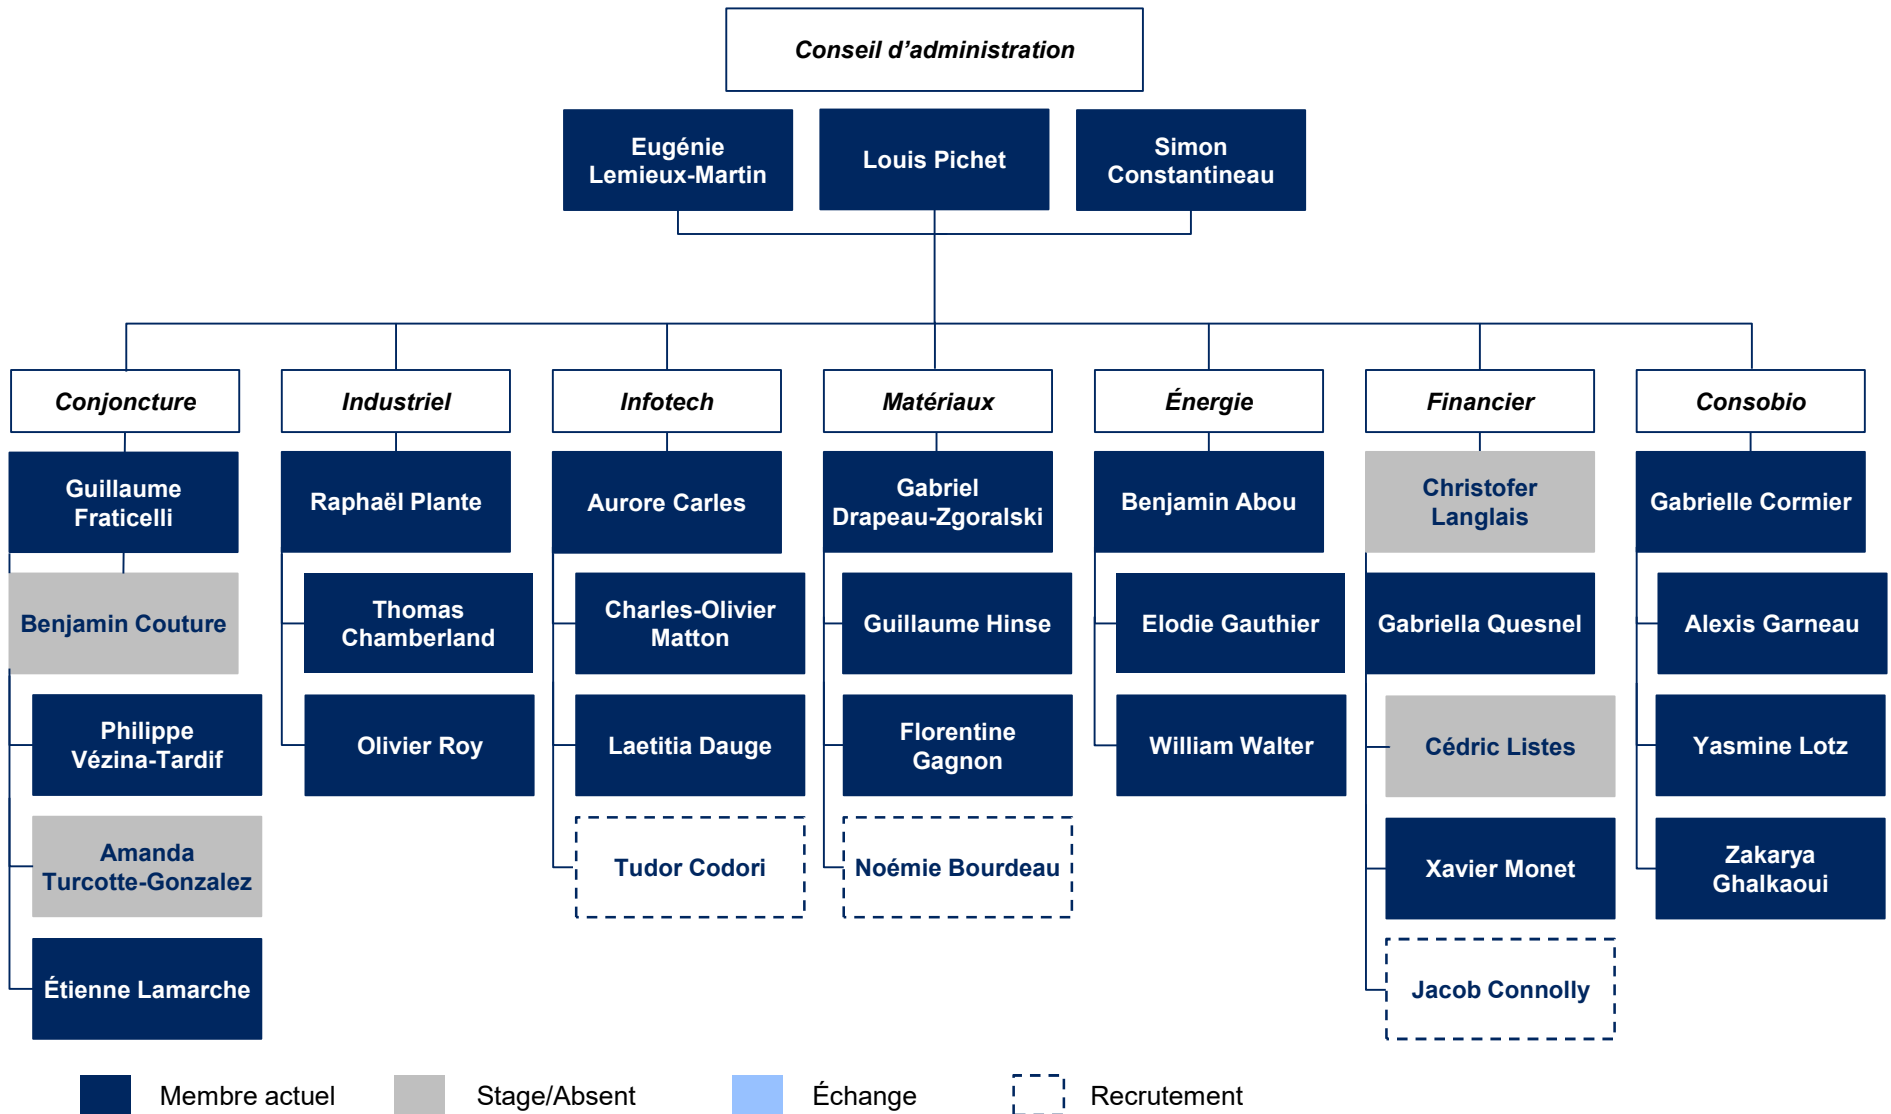 Conseil d’administration
Eugénie
Lemieux-Martin
Louis Pichet
Simon
Constantineau
Conjoncture
Industriel
Infotech
Matériaux
Énergie
Financier
Consobio
Guillaume
Fraticelli
Raphaël Plante
Aurore Carles
Gabriel
Drapeau-Zgoralski
Benjamin Abou
Christofer
Langlais
Gabrielle Cormier
Benjamin Couture
Thomas
Chamberland
Charles-Olivier
Matton
Guillaume Hinse
Elodie Gauthier
Gabriella Quesnel
Alexis Garneau
Philippe
Vézina-Tardif
Olivier Roy
Laetitia Dauge
Florentine
Gagnon
William Walter
Cédric Listes
Yasmine Lotz
Amanda
Turcotte-Gonzalez
Tudor Codori
Noémie Bourdeau
Xavier Monet
Zakarya
Ghalkaoui
Étienne Lamarche
Jacob Connolly
Membre actuel
Stage/Absent
Échange
Recrutement